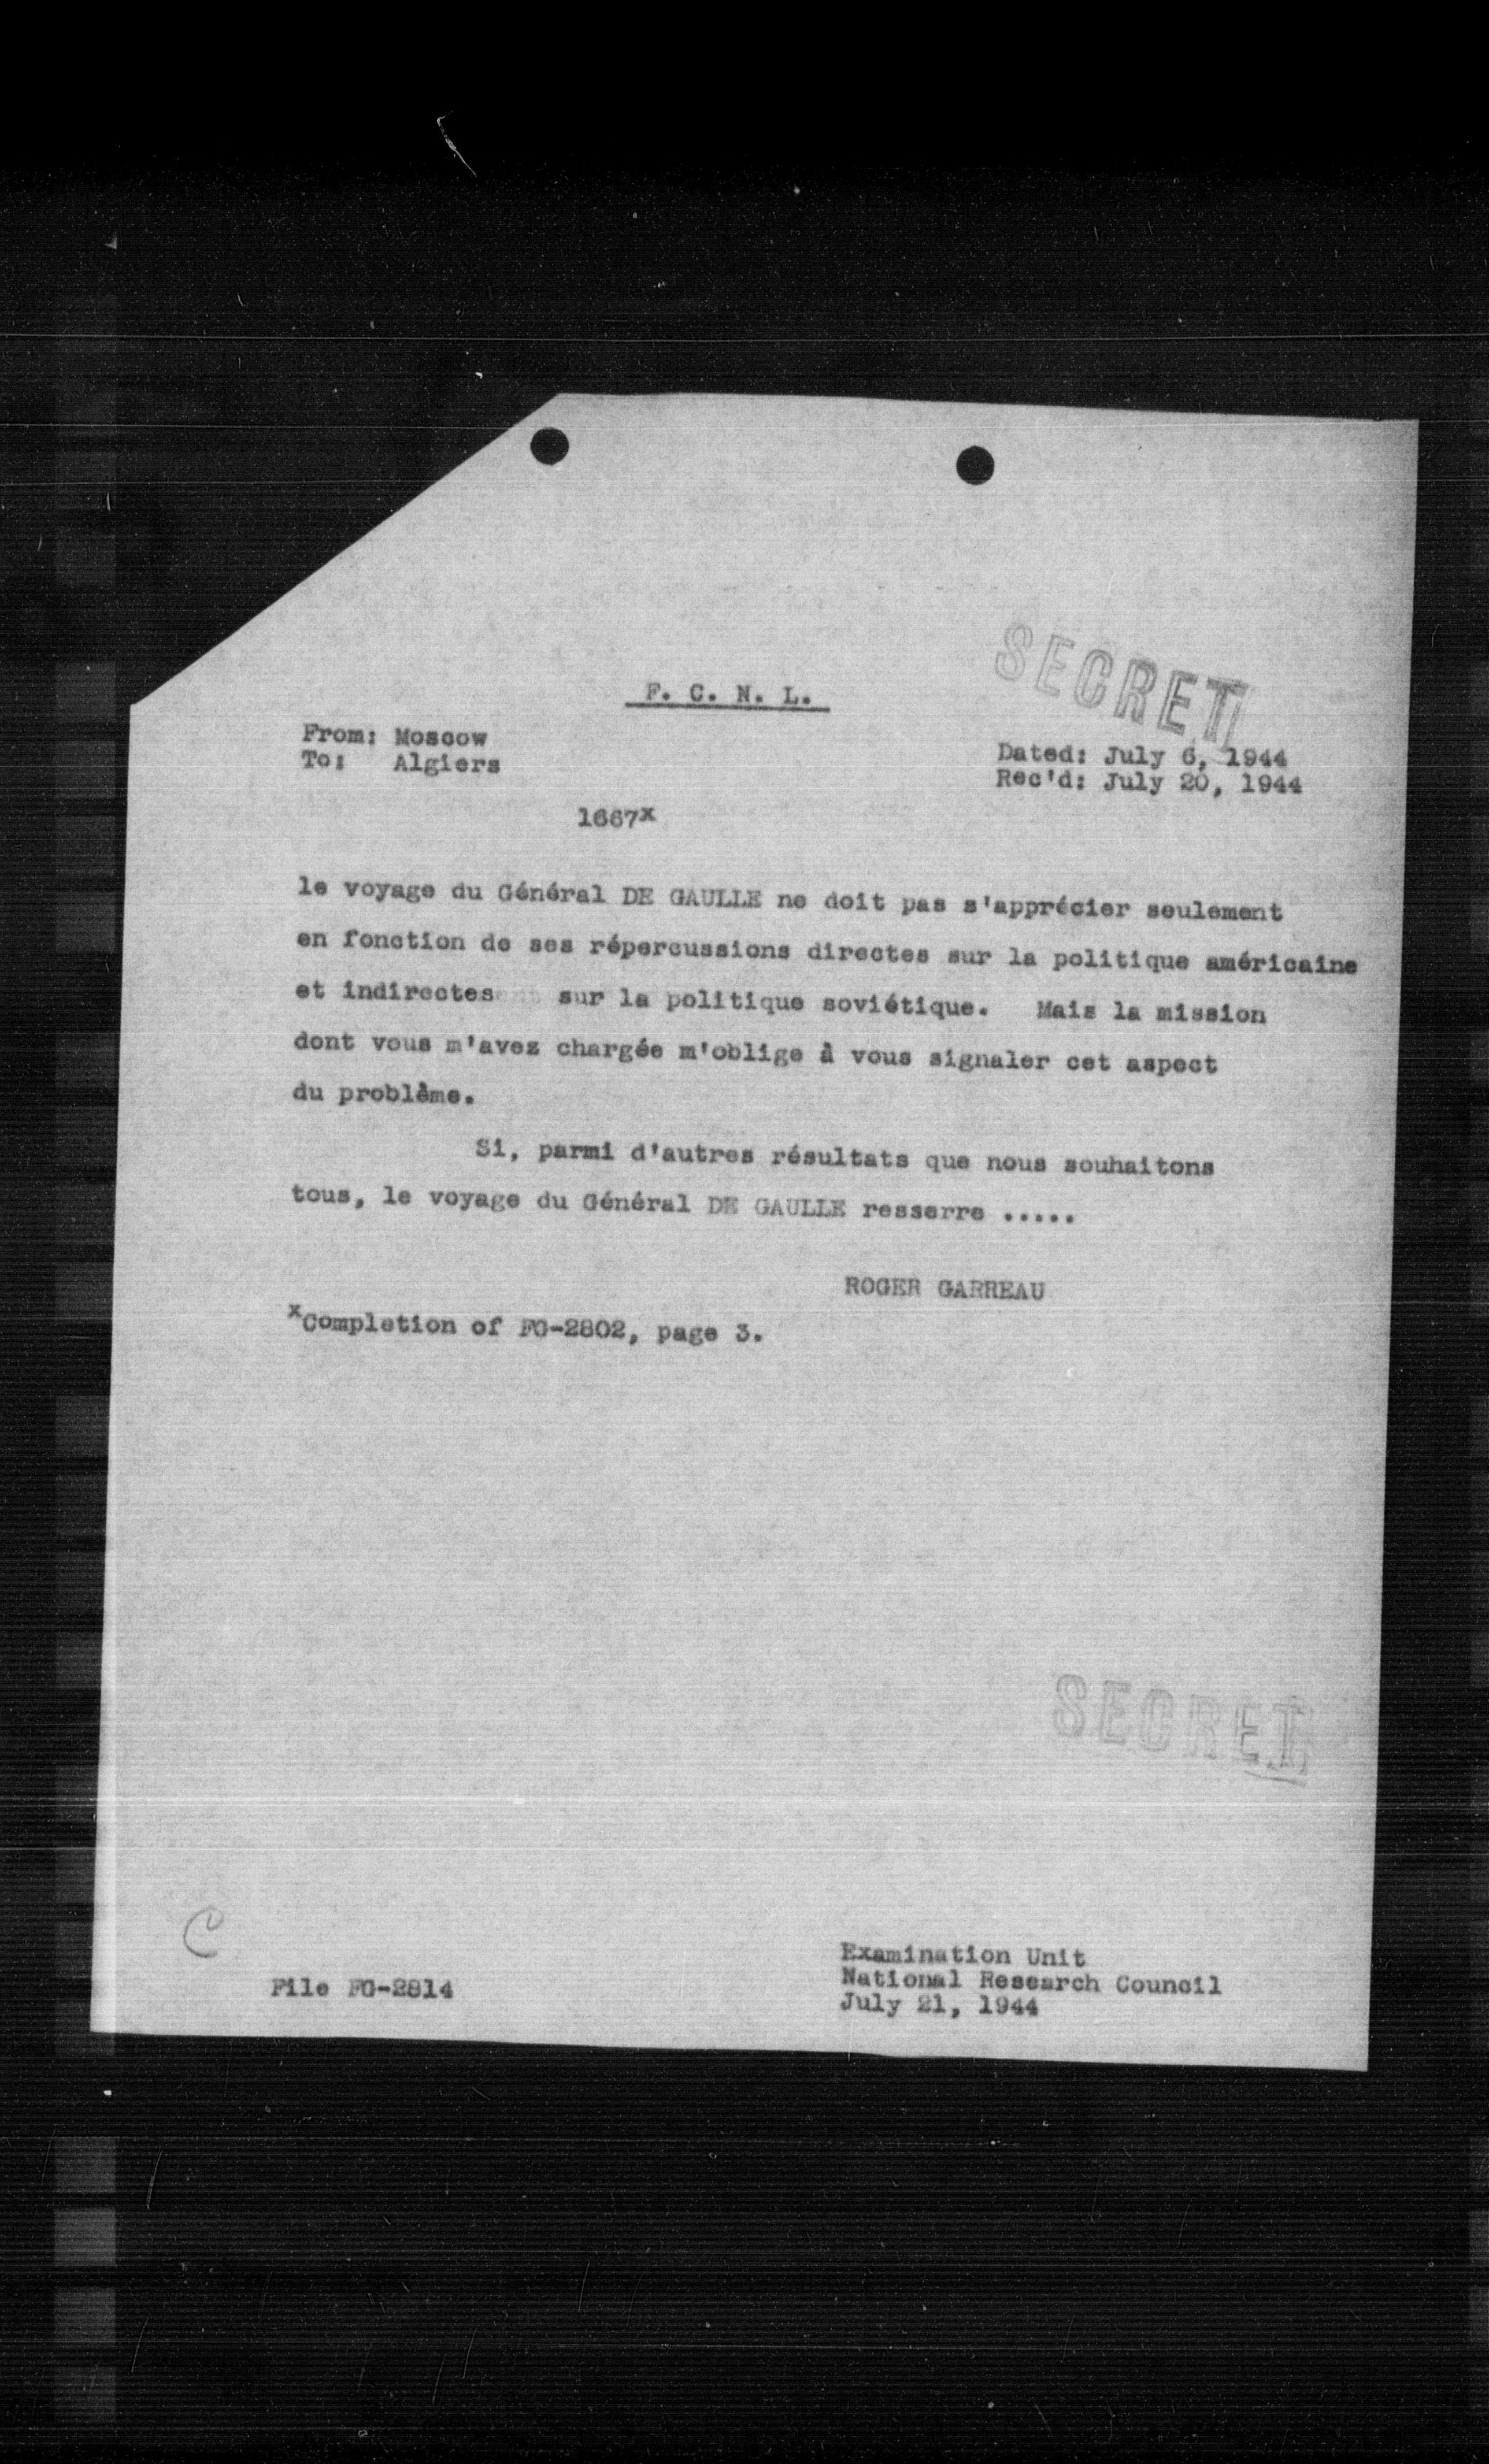 SECRET
F. C. N. L.
From: Moscow
To: Algiers
Dated: July 6, 1944
Rec'd: July 20, 1944
1667x
le voyage du Général DE GAULLE ne doit pas s'apprécier seulement
en fonction de ses répercussions directes sur la politique américaine
et indirectes sur la politique soviétique. Mais la mission
dont vous m'avez chargée m'oblige à vous signaler cet aspect
du problème.
Si, parmi d'autres résultats que nous souhaitons
tous, le voyage du Général DE GAULLE resserre .....
ROGER GARREAU
xCompletion of FG-2802, page 3.
SECRET
C
File FG-2814
Examination Unit
National Research Council
July 21, 1944